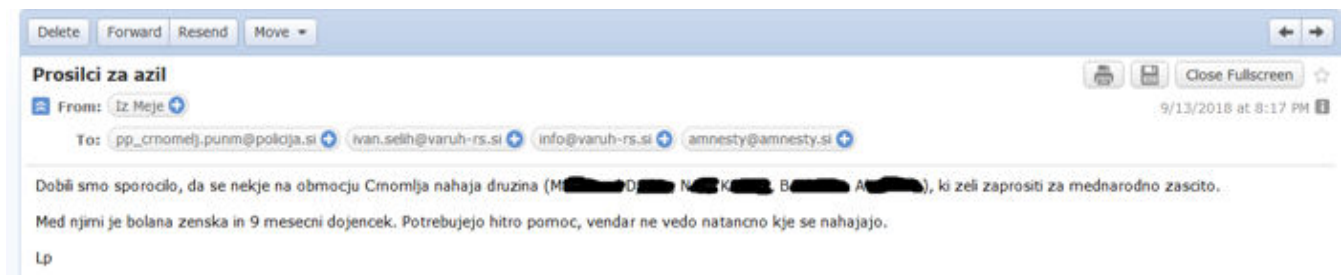 Delete Forward Resend Move
Prosilci za azil
Close Fullscreen
From: Iz Meje
9/13/2018 at 8:17 PM
To: pp_crnomelj.punm@policija.si ivan.selih@varuh-rs.si info@varuh-rs.si amnesty@amnesty.si
Dobili smo sporocilo, da se nekje na obmocju Crnomlja nahaja druzina (M D N K , B A ), ki zeli zaprositi za mednarodno zascito.
Med njimi je bolana zenska in 9 mesecni dojencek. Potrebujejo hitro pomoc, vendar ne vedo natancno kje se nahajajo.
Lp